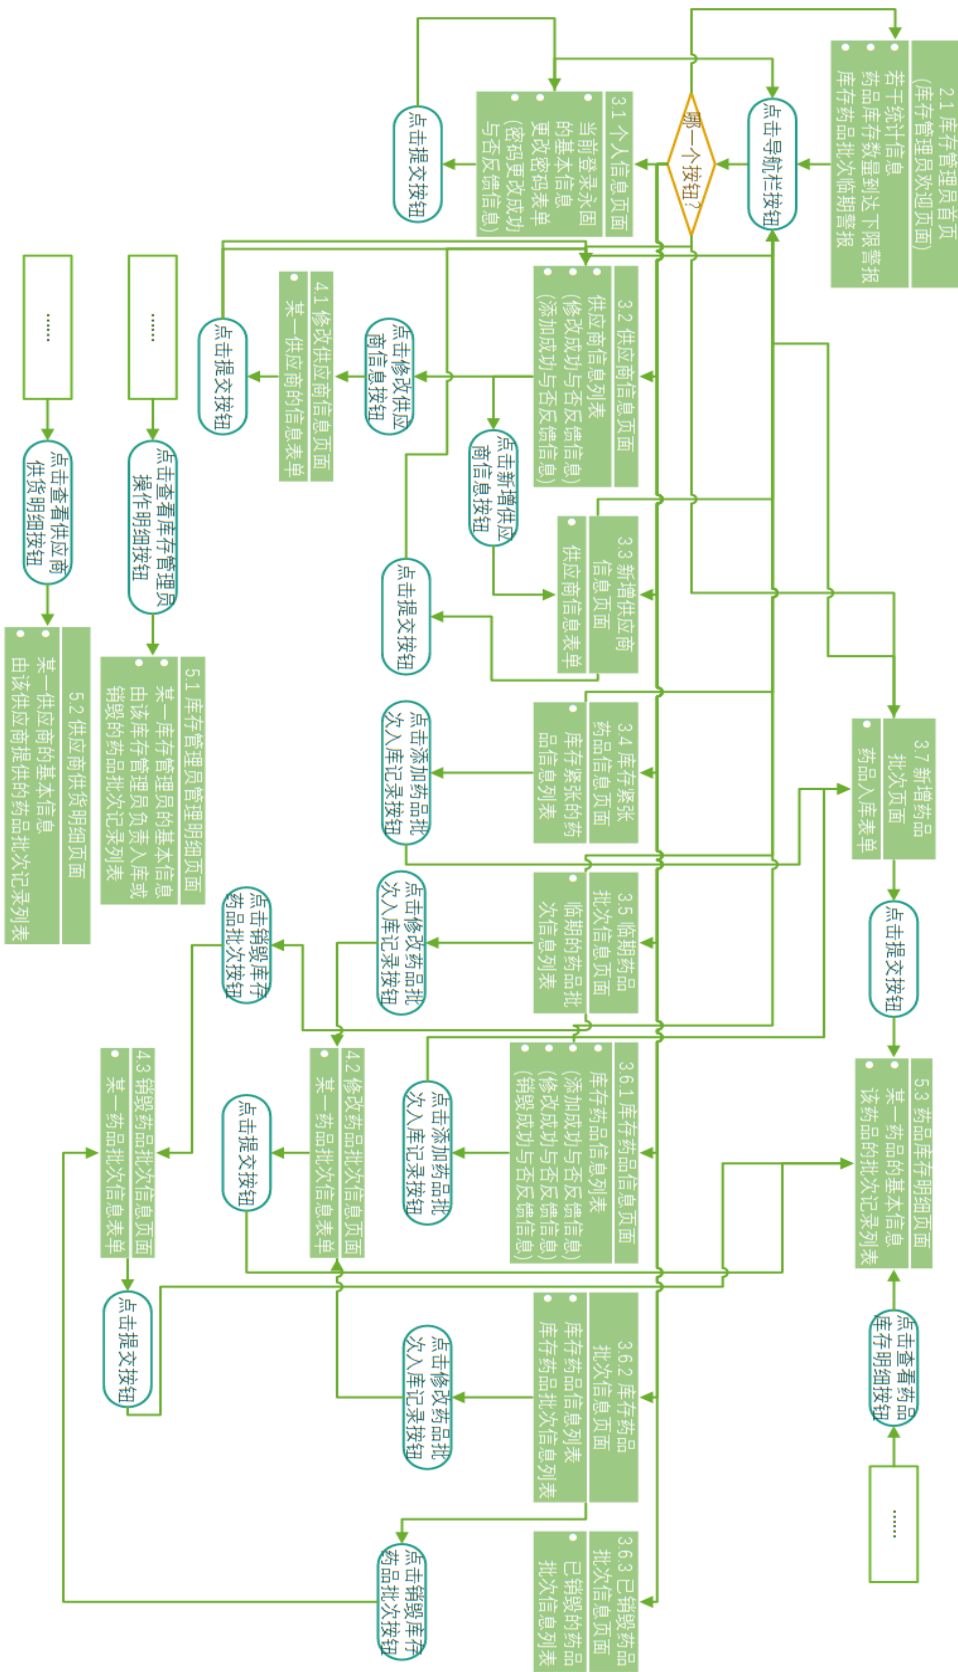 2.1 库存管理员首页
(库存管理员欢迎页面)
若干统计信息
药品库存数量到达下限警报
库存药品批次临期警报
点击导航栏按钮
哪一个按钮?
3.1 个人信息页面
当前登录永固
的基本信息
更改密码表单
(密码更改成功
与否反馈信息)
点击提交按钮
3.2 供应商信息页面
供应商信息列表
(修改成功与否反馈信息)
(添加成功与否反馈信息)
点击修改供应
商信息按钮
4.1 修改供应商信息页面
某一供应商的信息表单
点击提交按钮
点击新增供应
商信息按钮
3.3 新增供应商
信息页面
供应商信息表单
点击提交按钮
3.4 库存紧张
药品信息页面
库存紧张的药
品信息列表
点击添加药品批
次入库记录按钮
3.7 新增药品
批次页面
药品入库表单
点击提交按钮
3.5 临期药品
批次信息页面
临期的药品批
次信息列表
点击修改药品批
次入库记录按钮
点击销毁库存
药品批次按钮
3.6.1 库存药品信息页面
库存药品信息列表
(添加成功与否反馈信息)
(修改成功与否反馈信息)
(销毁成功与否反馈信息)
点击添加药品批
次入库记录按钮
4.2 修改药品批次信息页面
某一药品批次信息表单
点击提交按钮
4.3 销毁药品批次信息页面
某一药品批次信息表单
点击提交按钮
5.3 药品库存明细页面
某一药品的基本信息
该药品的批次记录列表
点击查看药品
库存明细按钮
......
3.6.2 库存药品
批次信息页面
库存药品信息列表
库存药品批次信息列表
点击修改药品批
次入库记录按钮
3.6.3 已销毁药品
批次信息页面
已销毁的药品
批次信息列表
点击销毁库存
药品批次按钮
......
点击查看库存管理员
操作明细按钮
5.1 库存管理员管理明细页面
某一库存管理员的基本信息
由该库存管理员负责入库或
销毁的药品批次记录列表
......
点击查看供应商
供货明细按钮
5.2 供应商供货明细页面
某一供应商的基本信息
由该供应商提供的药品批次记录列表